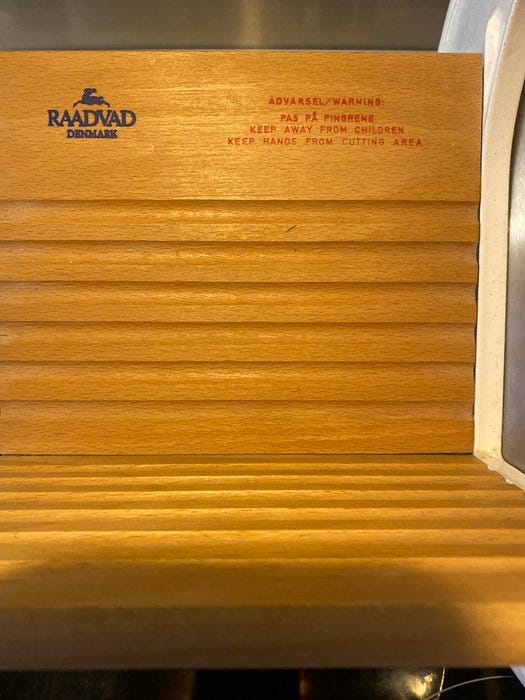 RAADVAD
DENMARK
ADVARSEL/WARNING:
PAS PÅ FINGRENE
KEEP AWAY FROM CHILDREN
KEEP HANDS FROM CUTTING AREA